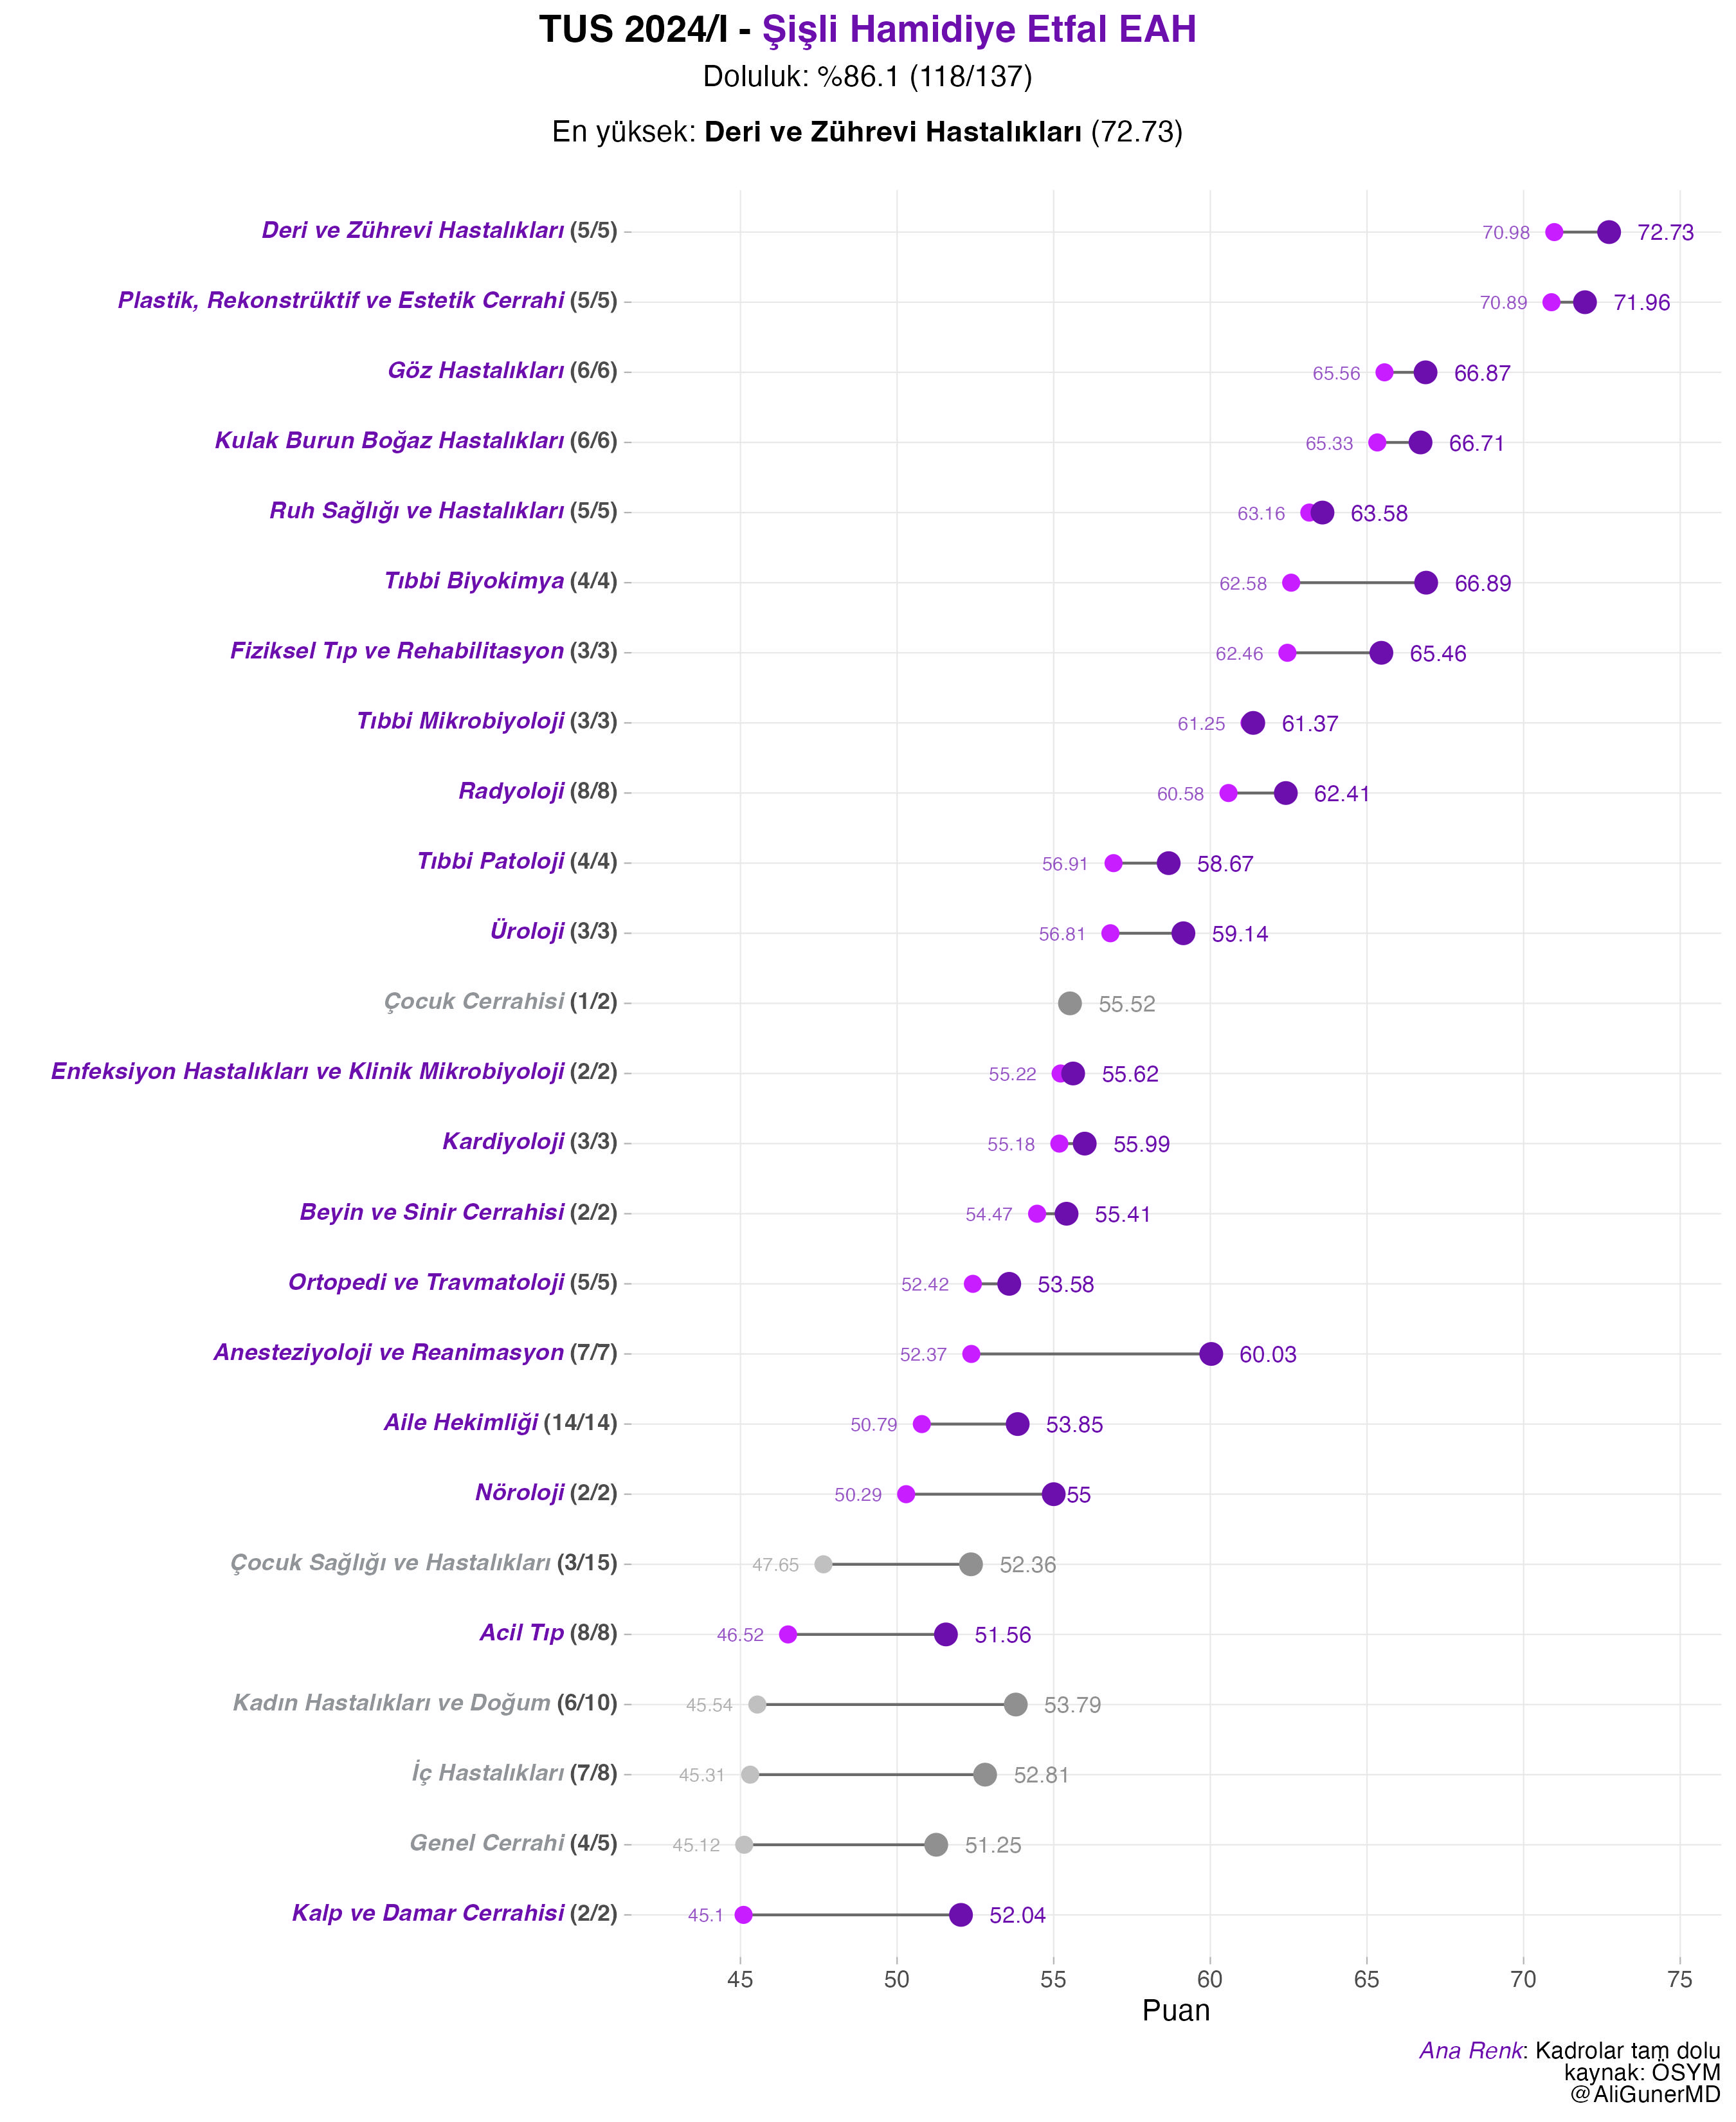 TUS 2024/I - Şişli Hamidiye Etfal EAH
Doluluk: %86.1 (118/137)
En yüksek: Deri ve Zührevi Hastalıkları (72.73)
Deri ve Zührevi Hastalıkları (5/5) 70.98 72.73
Plastik, Rekonstrüktif ve Estetik Cerrahi (5/5) 70.89 71.96
Göz Hastalıkları (6/6) 65.56 66.87
Kulak Burun Boğaz Hastalıkları (6/6) 65.33 66.71
Ruh Sağlığı ve Hastalıkları (5/5) 63.16 63.58
Tıbbi Biyokimya (4/4) 62.58 66.89
Fiziksel Tıp ve Rehabilitasyon (3/3) 62.46 65.46
Tıbbi Mikrobiyoloji (3/3) 61.25 61.37
Radyoloji (8/8) 60.58 62.41
Tıbbi Patoloji (4/4) 56.91 58.67
Üroloji (3/3) 56.81 59.14
Çocuk Cerrahisi (1/2) 55.52
Enfeksiyon Hastalıkları ve Klinik Mikrobiyoloji (2/2) 55.22 55.62
Kardiyoloji (3/3) 55.18 55.99
Beyin ve Sinir Cerrahisi (2/2) 54.47 55.41
Ortopedi ve Travmatoloji (5/5) 52.42 53.58
Anesteziyoloji ve Reanimasyon (7/7) 52.37 60.03
Aile Hekimliği (14/14) 50.79 53.85
Nöroloji (2/2) 50.29 55
Çocuk Sağlığı ve Hastalıkları (3/15) 47.65 52.36
Acil Tıp (8/8) 46.52 51.56
Kadın Hastalıkları ve Doğum (6/10) 45.54 53.79
İç Hastalıkları (7/8) 45.31 52.81
Genel Cerrahi (4/5) 45.12 51.25
Kalp ve Damar Cerrahisi (2/2) 45.1 52.04
45 50 55 60 65 70 75
Puan
Ana Renk: Kadrolar tam dolu
kaynak: ÖSYM
@AliGunerMD